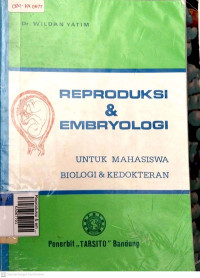 Dr. WILDAN YATIM
REPRODUKSI
&
EMBRYOLOGI
UNTUK MAHASISWA
BIOLOGI & KEDOKTERAN
Penerbit „TARSITO" Bandung